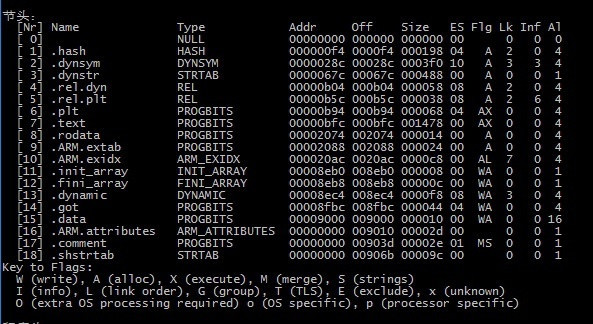 节头:
[Nr] Name Type Addr Off Size ES Flg Lk Inf Al
[ 0] NULL 00000000 000000 000000 00 0 0 0
[ 1] .hash HASH 000000f4 0000f4 000198 04 A 2 0 4
[ 2] .dynsym DYNSYM 0000028c 00028c 0003f0 10 A 3 3 4
[ 3] .dynstr STRTAB 0000067c 00067c 000488 00 A 0 0 1
[ 4] .rel.dyn REL 00000b04 000b04 000058 08 A 2 0 4
[ 5] .rel.plt REL 00000b5c 000b5c 000038 08 A 2 6 4
[ 6] .plt PROGBITS 00000b94 000b94 000068 04 AX 0 0 4
[ 7] .text PROGBITS 00000bfc 000bfc 001478 00 AX 0 0 4
[ 8] .rodata PROGBITS 00002074 002074 000014 00 A 0 0 4
[ 9] .ARM.extab PROGBITS 00002088 002088 000024 00 A 0 0 4
[10] .ARM.exidx ARM_EXIDX 000020ac 0020ac 0000c8 00 AL 7 0 4
[11] .init_array INIT_ARRAY 00008eb0 008eb0 000008 00 WA 0 0 1
[12] .fini_array FINI_ARRAY 00008eb8 008eb8 00000c 00 WA 0 0 1
[13] .dynamic DYNAMIC 00008ec4 008ec4 0000f8 08 WA 3 0 4
[14] .got PROGBITS 00008fbc 008fbc 000044 04 WA 0 0 4
[15] .data PROGBITS 00009000 009000 000010 00 WA 0 0 16
[16] .ARM.attributes ARM_ATTRIBUTES 00000000 009010 00002d 00 0 0 1
[17] .comment PROGBITS 00000000 00903d 00002e 01 MS 0 0 1
[18] .shstrtab STRTAB 00000000 00906b 00009c 00 0 0 1
Key to Flags:
W (write), A (alloc), X (execute), M (merge), S (strings)
I (info), L (link order), G (group), T (TLS), E (exclude), x (unknown)
O (extra OS processing required) o (OS specific), p (processor specific)